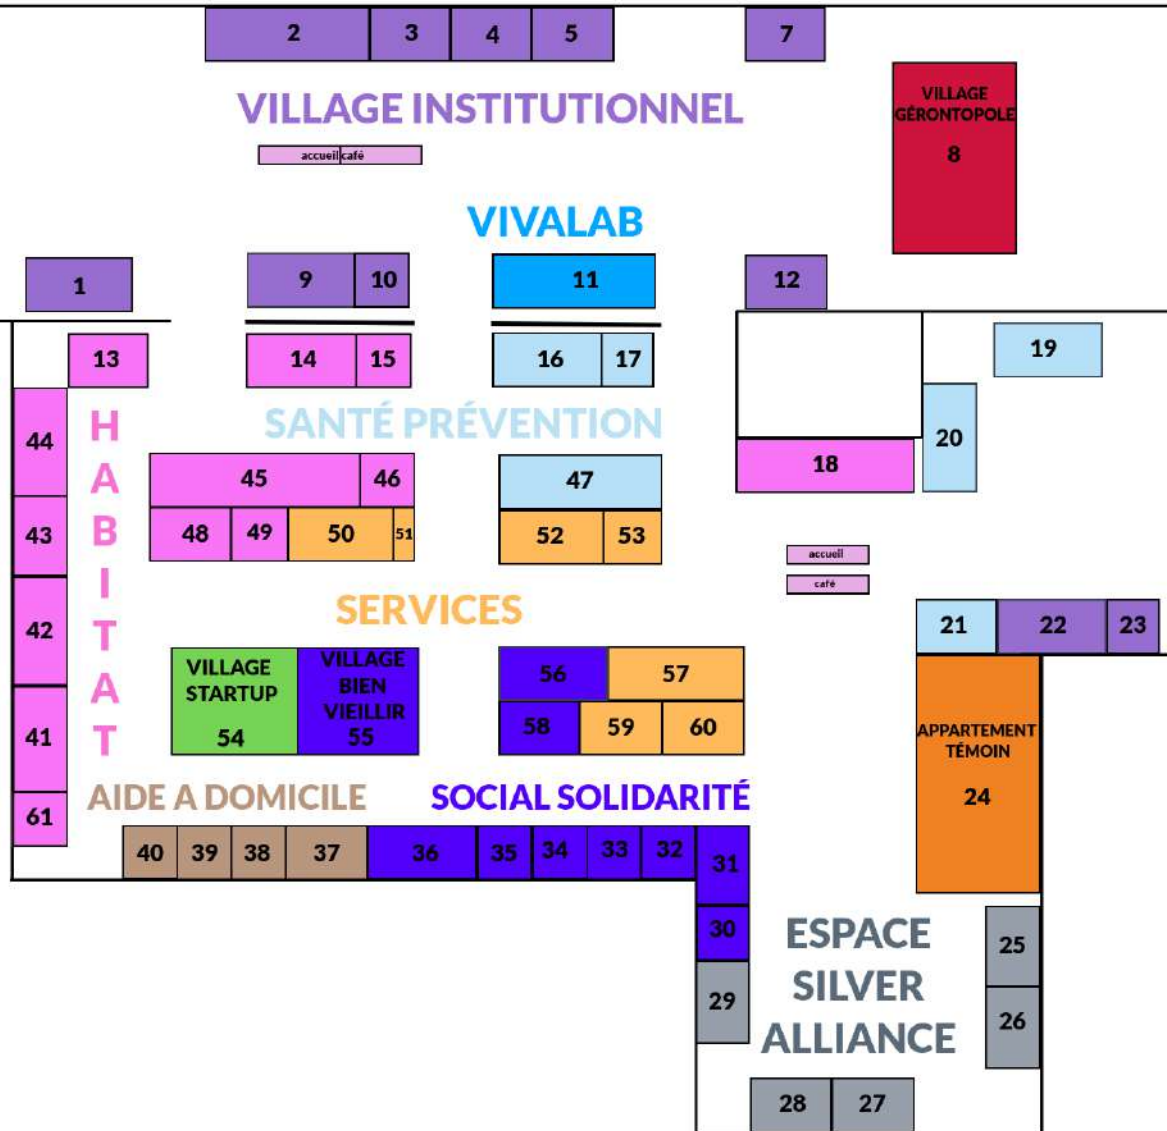 2 3 4 5 7
VILLAGE INSTITUTIONNEL
VILLAGE
GÉRONTOPOLE
8
accueil café
VIVALAB
1 9 10 11 12
13 14 15 16 17 19
SANTÉ PRÉVENTION
HABITAT
44 45 46 47 18 20
43 48 49 50 51 52 53
accueil
café
SERVICES
42 21 22 23
VILLAGE
STARTUP
54
VILLAGE
BIEN
VIEILLIR
55
56 57
58 59 60
41
APPARTEMENT
TÉMOIN
24
AIDE A DOMICILE SOCIAL SOLIDARITÉ
61
40 39 38 37 36 35 34 33 32 31
30
29
ESPACE
SILVER
ALLIANCE
25
26
28 27